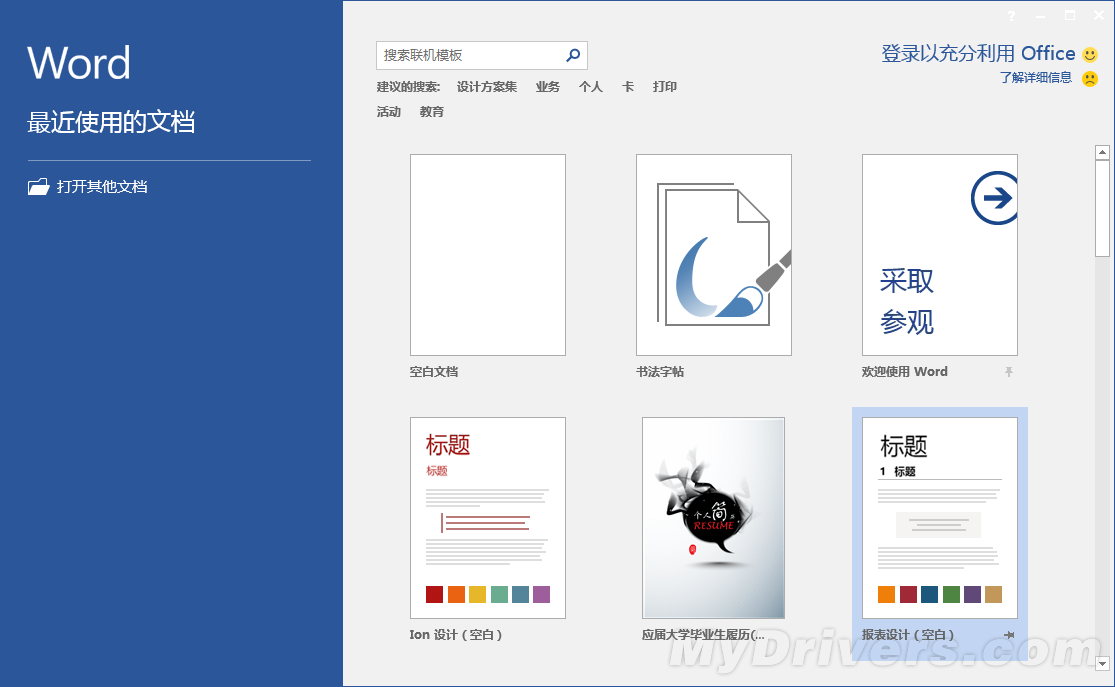 Word
最近使用的文档
打开其他文档
搜索联机模板
登录以充分利用 Office
了解详细信息
建议的搜索: 设计方案集 业务 个人 卡 打印
活动 教育
采取
参观
空白文档
书法字帖
欢迎使用 Word
标题
标题
个人简历
RESUME
标题
1 标题
Ion 设计 ( 空白 )
应届大学毕业生履历(...
报表设计 ( 空白 )
MyDrivers.com